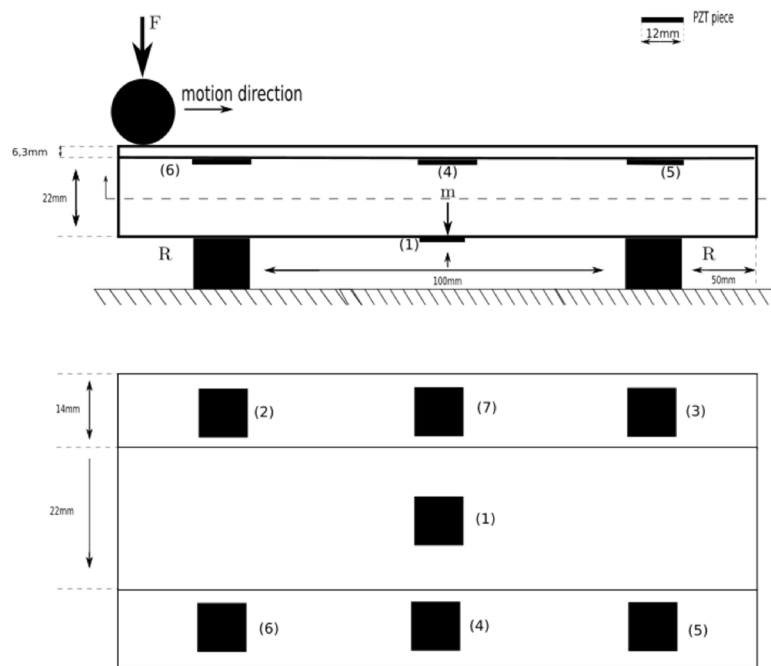 F
PZT piece
12mm
motion direction
6,3mm
(6)
(4)
(5)
22mm
m
R
(1)
R
100mm
50mm
14mm
(2)
(7)
(3)
22mm
(1)
(6)
(4)
(5)